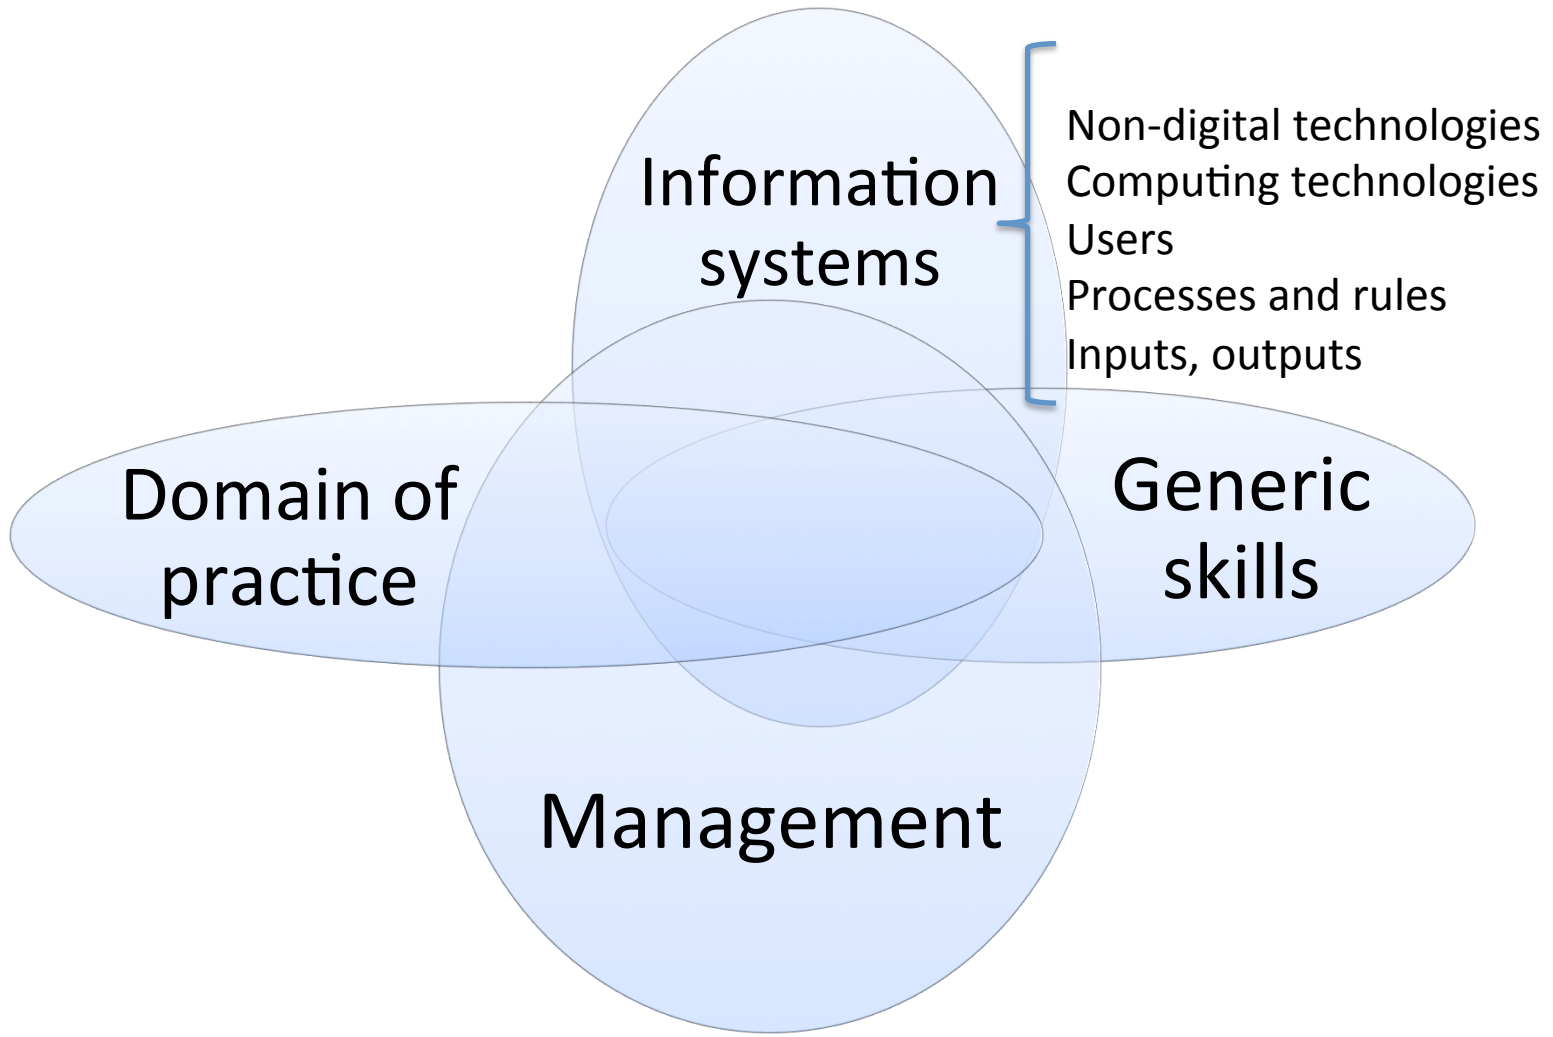 Information
systems
Non-digital technologies
Computing technologies
Users
Processes and rules
Inputs, outputs
Domain of
practice
Generic
skills
Management